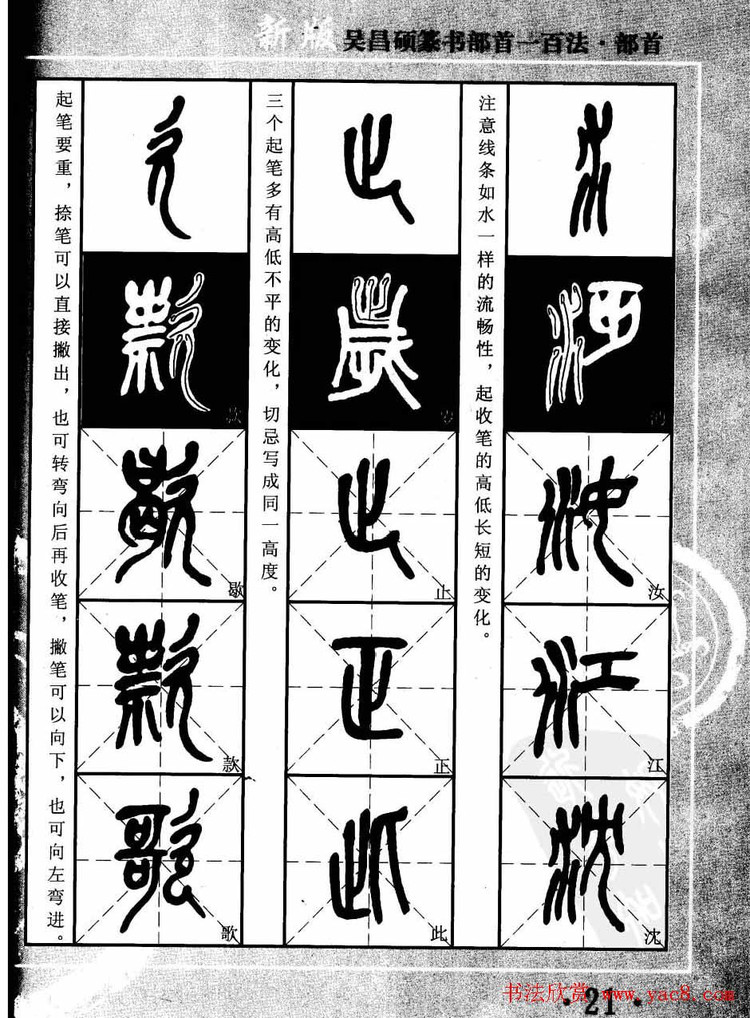 新版 吴昌硕篆书部首一百法·部首
注意线条如水一样的流畅性，起收笔的高低长短的变化。
汝
江
沈
三个起笔多有高低不平的变化，切忌写成同一高度。
止
正
此
起笔要重，捺笔可以直接撇出，也可转弯向后再收笔，撇笔可以向下，也可向左弯进。
歇
款
歌
书法欣赏 www.yac8.com
·21·